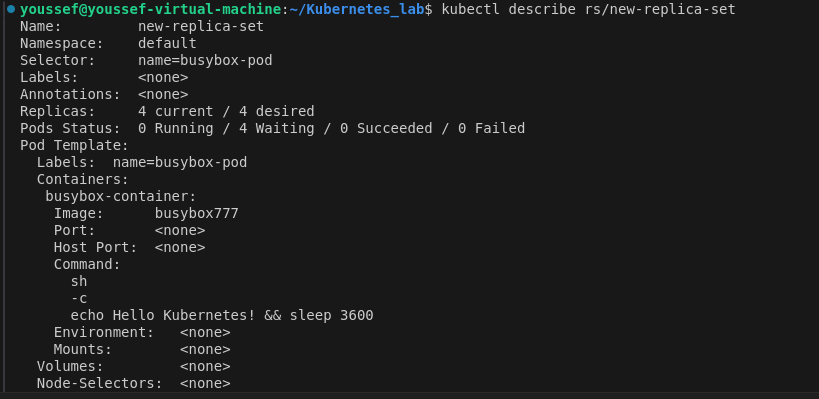 youssef@youssef-virtual-machine:~/Kubernetes_lab$ kubectl describe rs/new-replica-set
Name:         new-replica-set
Namespace:    default
Selector:     name=busybox-pod
Labels:       <none>
Annotations:  <none>
Replicas:     4 current / 4 desired
Pods Status:  0 Running / 4 Waiting / 0 Succeeded / 0 Failed
Pod Template:
  Labels:  name=busybox-pod
  Containers:
   busybox-container:
    Image:      busybox777
    Port:       <none>
    Host Port:  <none>
    Command:
      sh
      -c
      echo Hello Kubernetes! && sleep 3600
    Environment:   <none>
    Mounts:        <none>
  Volumes:         <none>
  Node-Selectors:  <none>